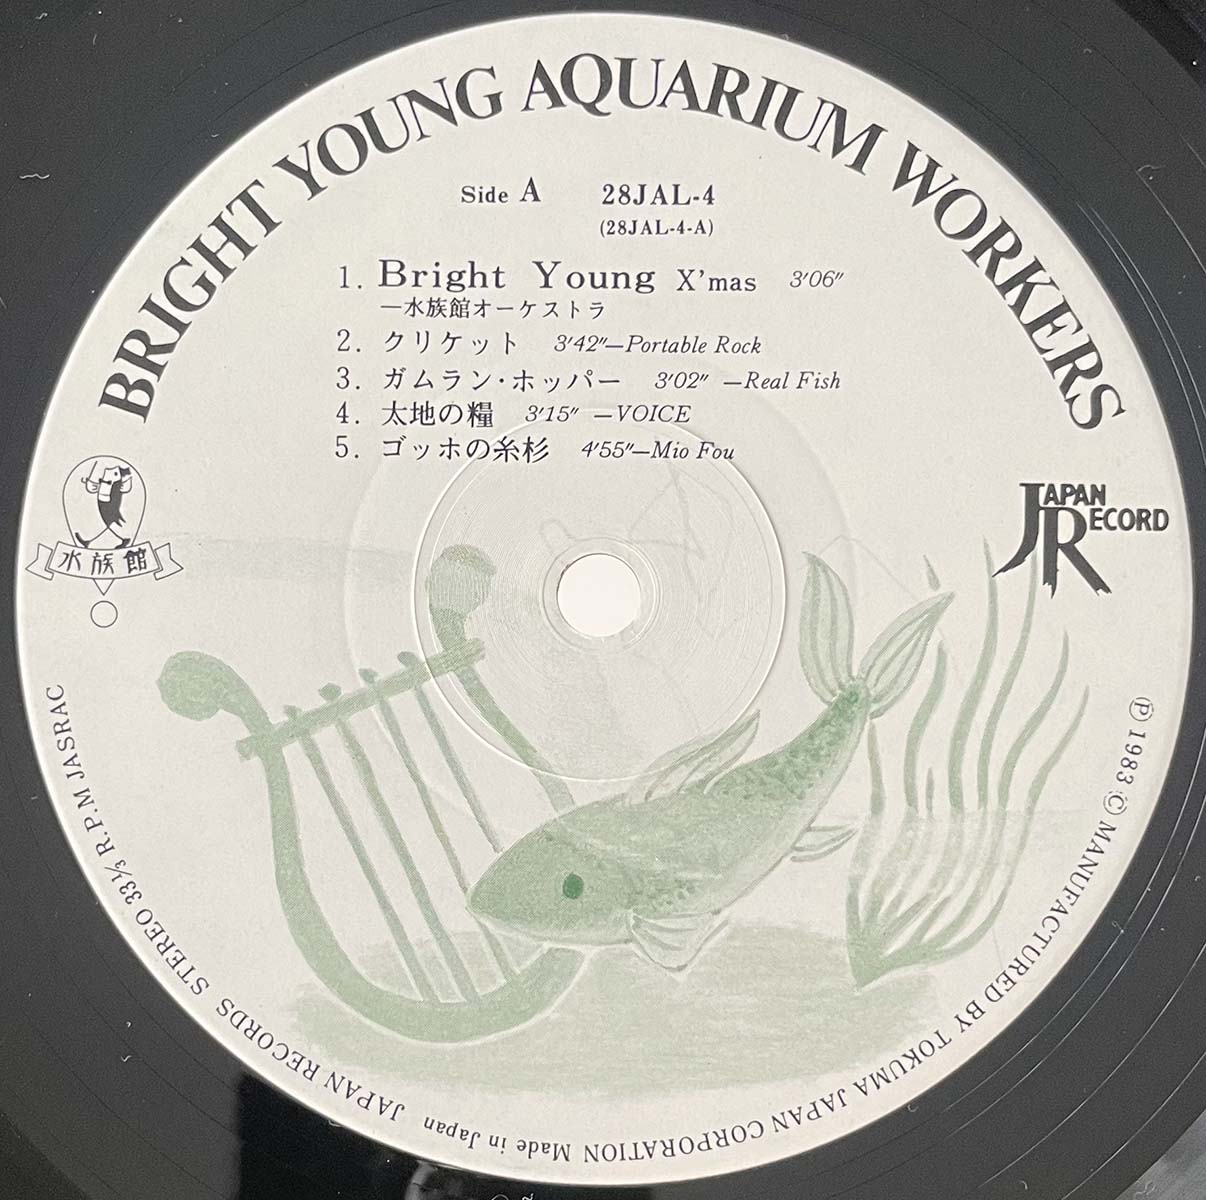 BRIGHT YOUNG AQUARIUM WORKERS
Side A 28JAL-4
(28JAL-4-A)
1. Bright Young X'mas 3'06"
—水族館オーケストラ
2. クリケット 3'42"—Portable Rock
3. ガムラン・ホッパー 3'02" —Real Fish
4. 太地の糧 3'15" —VOICE
5. ゴッホの糸杉 4'55"—Mio Fou
水族館
JAPAN
RECORD
Ⓟ 1983 Ⓒ MANUFACTURED BY TOKUMA JAPAN CORPORATION Made in Japan JAPAN RECORDS STEREO 33⅓ R.P.M JASRAC